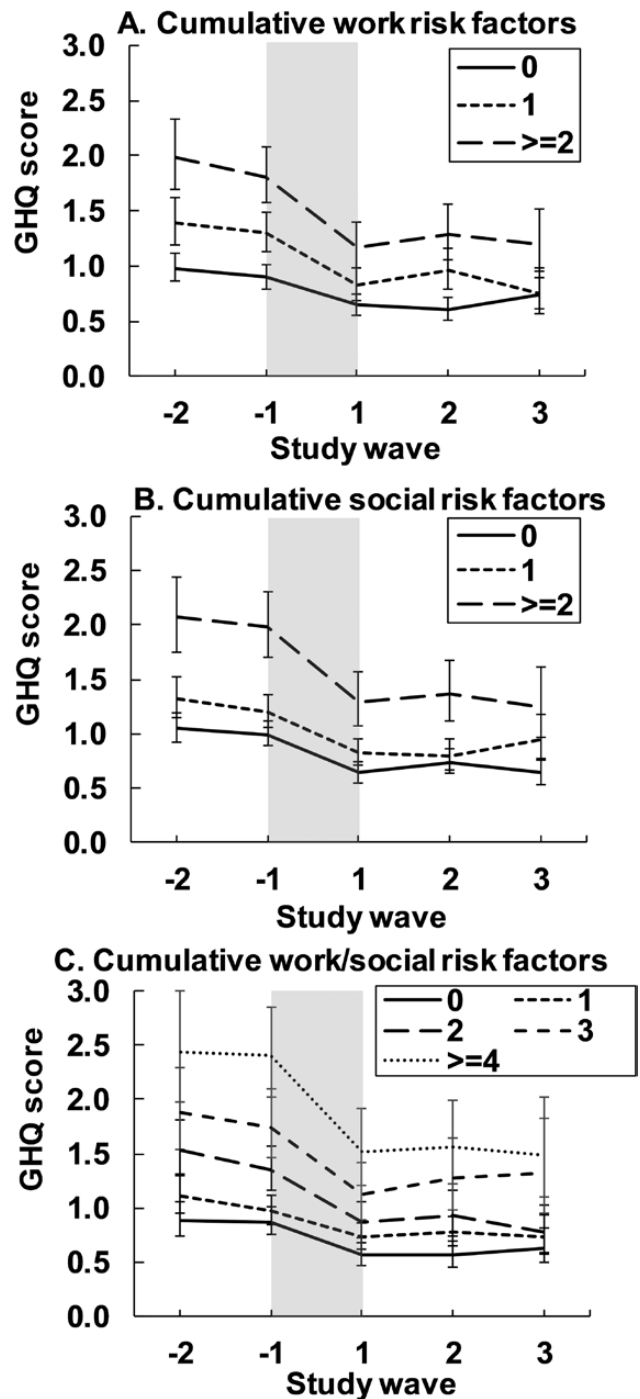 A. Cumulative work risk factors
3.0
2.5
2.0
1.5
1.0
0.5
0.0
GHQ score
0
1
>=2
-2 -1 1 2 3
Study wave
B. Cumulative social risk factors
3.0
2.5
2.0
1.5
1.0
0.5
0.0
GHQ score
0
1
>=2
-2 -1 1 2 3
Study wave
C. Cumulative work/social risk factors
3.0
2.5
2.0
1.5
1.0
0.5
0.0
GHQ score
0 1
2 3
>=4
-2 -1 1 2 3
Study wave